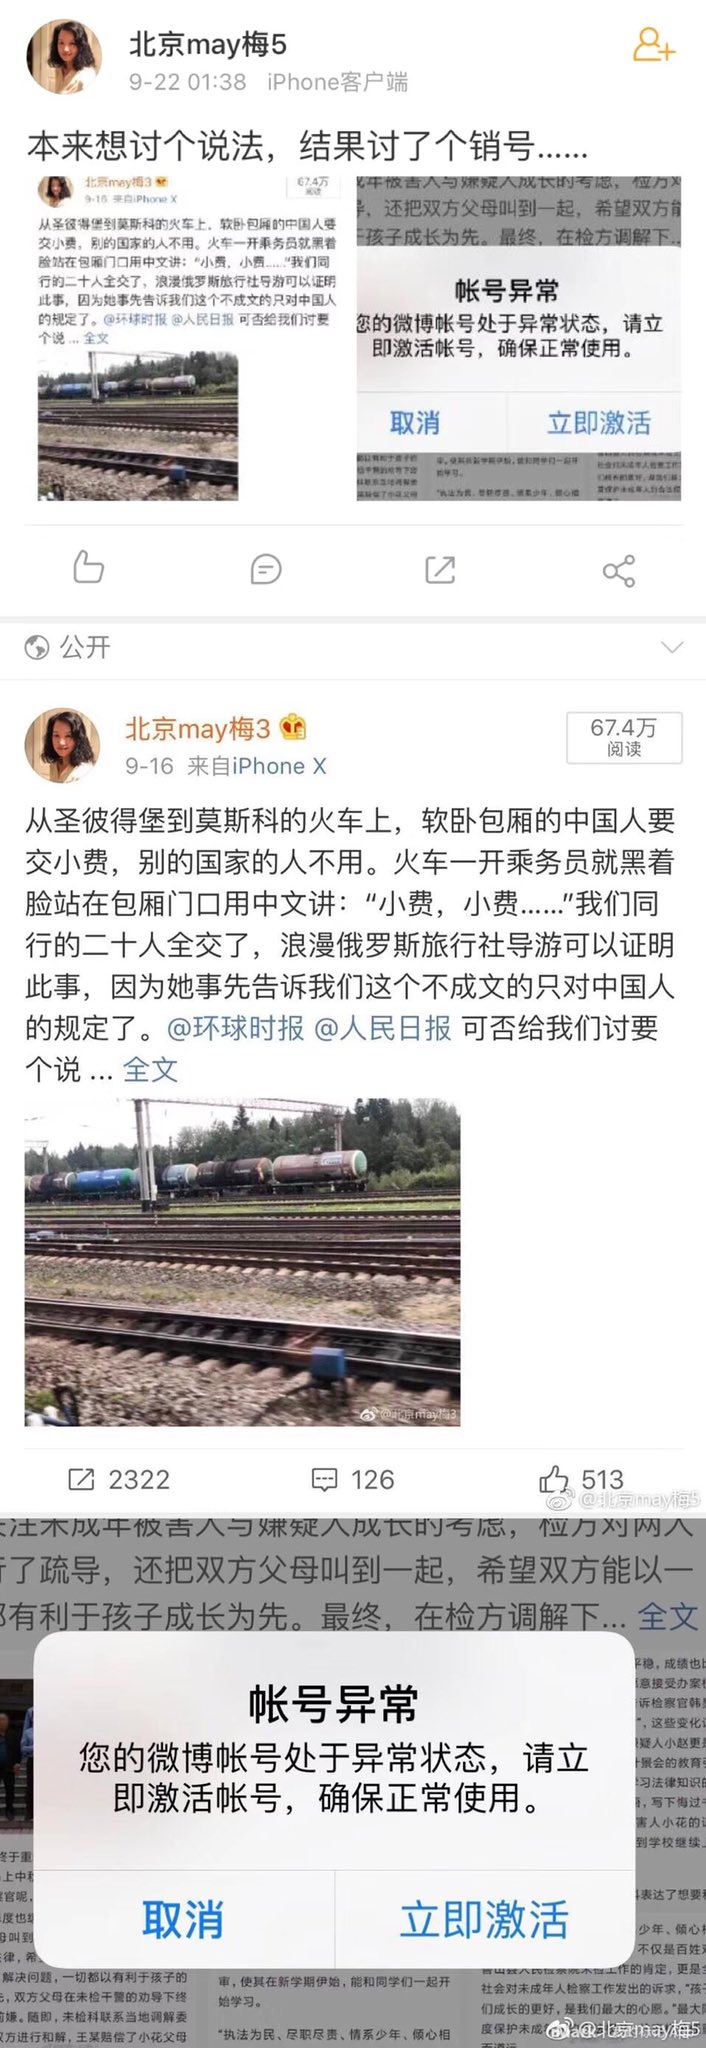 北京may梅5
9-22 01:38 iPhone客户端
本来想讨个说法，结果讨了个销号......
北京may梅3
67.4万
阅读
9-16 来自iPhone X
从圣彼得堡到莫斯科的火车上，软卧包厢的中国人要
交小费，别的国家的人不用。火车一开乘务员就黑着
脸站在包厢门口用中文讲：“小费，小费......”我们同
行的二十人全交了，浪漫俄罗斯旅行社导游可以证明
此事，因为她事先告诉我们这个不成文的只对中国人
的规定了。@环球时报 @人民日报 可否给我们讨要
个说 ... 全文
年被害人与嫌疑人成长的考虑，检方对
，还把双方父母叫到一起，希望双方能
孩子成长为先。最终，在检方调解下...
帐号异常
您的微博帐号处于异常状态，请立
即激活帐号，确保正常使用。
取消
立即激活
公开
北京may梅3
67.4万
阅读
9-16 来自iPhone X
从圣彼得堡到莫斯科的火车上，软卧包厢的中国人要
交小费，别的国家的人不用。火车一开乘务员就黑着
脸站在包厢门口用中文讲：“小费，小费......”我们同
行的二十人全交了，浪漫俄罗斯旅行社导游可以证明
此事，因为她事先告诉我们这个不成文的只对中国人
的规定了。@环球时报 @人民日报 可否给我们讨要
个说 ... 全文
@北京may梅3
2322
126
513
@北京may梅5
关注未成年被害人与嫌疑人成长的考虑，检方对两人
行了疏导，还把双方父母叫到一起，希望双方能以一
都有利于孩子成长为先。最终，在检方调解下... 全文
帐号异常
您的微博帐号处于异常状态，请立
即激活帐号，确保正常使用。
取消
立即激活
解决问题，一切都以有利于孩子的
，双方父母在未检干警的劝导下终
前嫌。随即，未检科联系当地调解委
双方进行和解，王某赔偿了小花父母
审，使其在新学期伊始，能和同学们一起开
始学习。
“执法为民、尽职尽责、情系少年、倾心相
少年、倾心相
不仅是百姓对
社会对未成年人检察工作发出的诉求，“孩子
们成长的更好，是我们最大的心愿。”
@北京may梅5